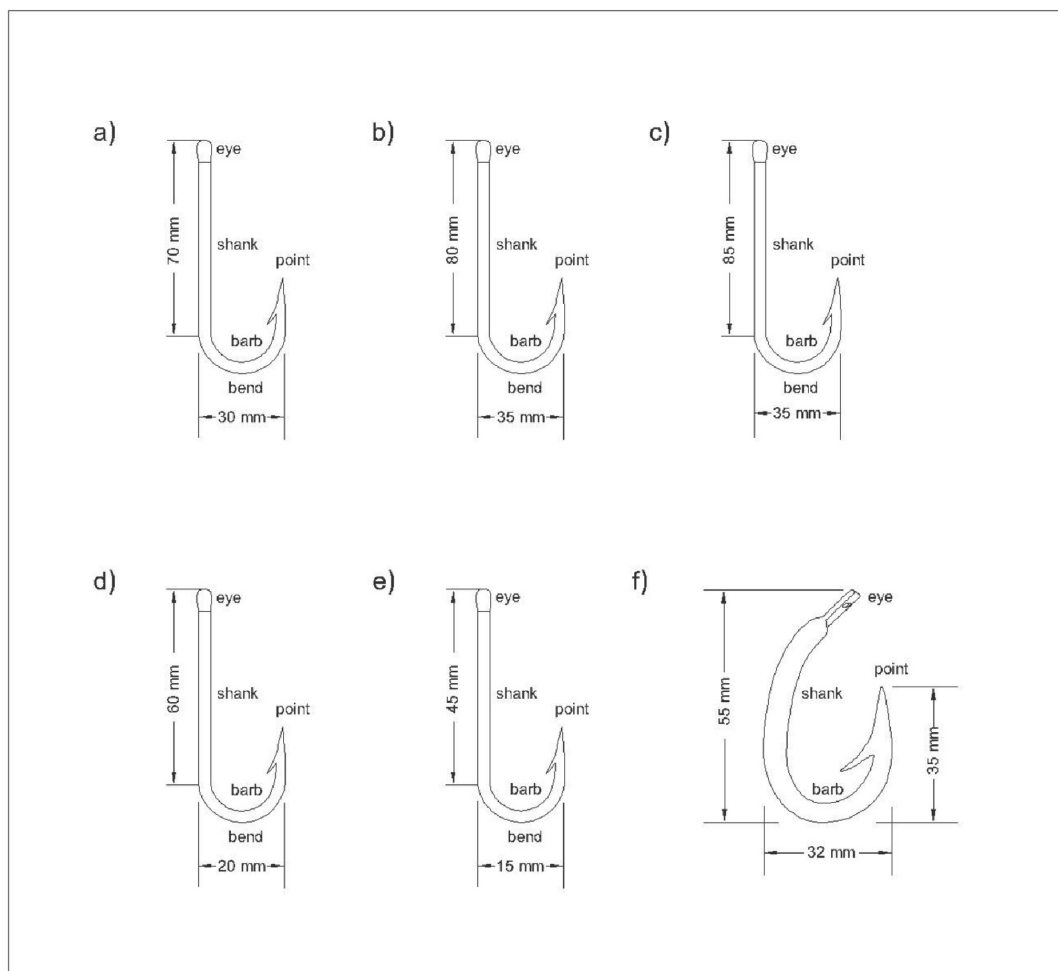 a)
eye
70 mm
shank
point
barb
bend
30 mm
b)
eye
80 mm
shank
point
barb
bend
35 mm
c)
eye
85 mm
shank
point
barb
bend
35 mm
d)
eye
60 mm
shank
point
barb
bend
20 mm
e)
eye
45 mm
shank
point
barb
bend
15 mm
f)
eye
55 mm
shank
point
35 mm
barb
32 mm